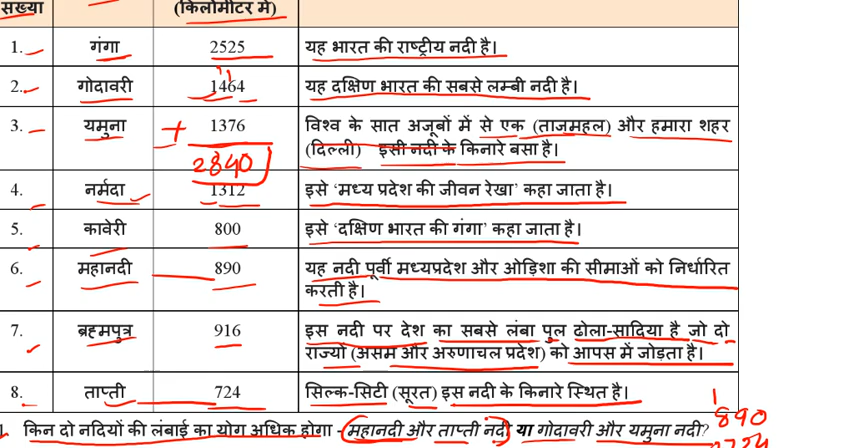 संख्या (किलोमीटर में)
1. गंगा 2525 यह भारत की राष्ट्रीय नदी है।
2. गोदावरी 1464 यह दक्षिण भारत की सबसे लम्बी नदी है।
3. यमुना + 1376 विश्व के सात अजूबों में से एक (ताजमहल) और हमारा शहर
2840 (दिल्ली) इसी नदी के किनारे बसा है।
4. नर्मदा 1312 इसे 'मध्य प्रदेश की जीवन रेखा' कहा जाता है।
5. कावेरी 800 इसे 'दक्षिण भारत की गंगा' कहा जाता है।
6. महानदी 890 यह नदी पूर्वी मध्यप्रदेश और ओड़िशा की सीमाओं को निर्धारित
करती है।
7. ब्रह्मपुत्र 916 इस नदी पर देश का सबसे लंबा पुल ढोला-सादिया है जो दो
राज्यों (असम और अरुणाचल प्रदेश) को आपस में जोड़ता है।
8. ताप्ती 724 सिल्क-सिटी (सूरत) इस नदी के किनारे स्थित है।
890
किन दो नदियों की लंबाई का योग अधिक होगा - महानदी और ताप्ती नदी या गोदावरी और यमुना नदी?
724